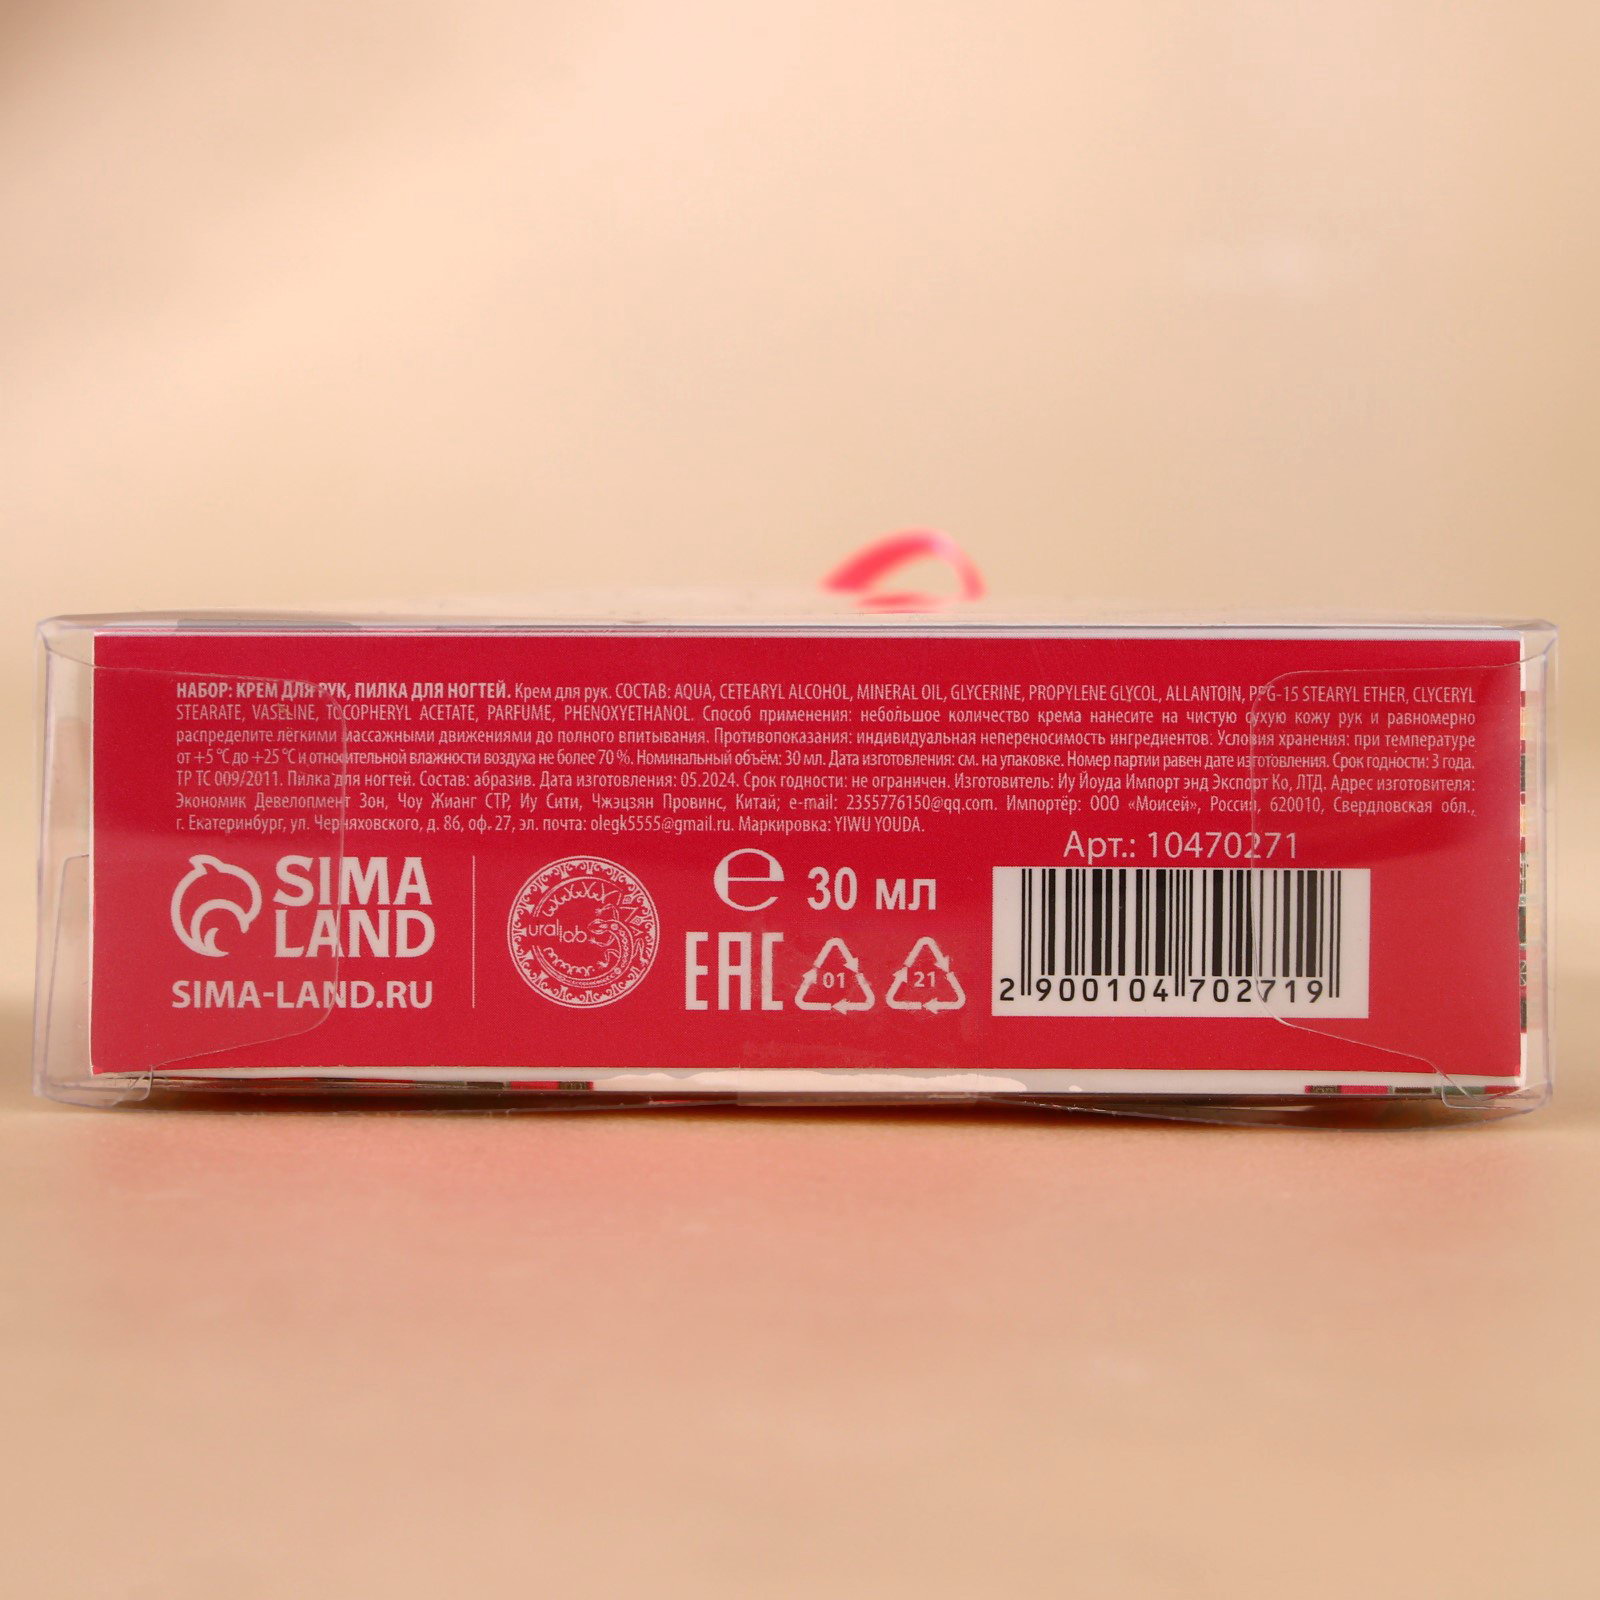 НАБОР: КРЕМ ДЛЯ РУК, ПИЛКА ДЛЯ НОГТЕЙ. Крем для рук. СОСТАВ: AQUA, CETEARYL ALCOHOL, MINERAL OIL, GLYCERINE, PROPYLENE GLYCOL, ALLANTOIN, PPG-15 STEARYL ETHER, CLYCERYL
STEARATE, VASELINE, TOCOPHERYL ACETATE, PARFUME, PHENOXYETHANOL. Способ применения: небольшое количество крема нанесите на чистую сухую кожу рук и равномерно
распределите лёгкими массажными движениями до полного впитывания. Противопоказания: индивидуальная непереносимость ингредиентов. Условия хранения: при температуре
от +5 °С до +25 °С и относительной влажности воздуха не более 70 %. Номинальный объём: 30 мл. Дата изготовления: см. на упаковке. Номер партии равен дате изготовления. Срок годности: 3 года.
ТР ТС 009/2011. Пилка для ногтей. Состав: абразив. Дата изготовления: 05.2024. Срок годности: не ограничен. Изготовитель: Иу Йоуда Импорт энд Экспорт Ко, ЛТД. Адрес изготовителя:
Экономик Девелопмент Зон, Чоу Жианг СТР, Иу Сити, Чжэцзян Провинс, Китай; e-mail: 2355776150@qq.com. Импортёр: ООО «Моисей», Россия, 620010, Свердловская обл.,
г. Екатеринбург, ул. Черняховского, д. 86, оф. 27, эл. почта: olegk5555@gmail.ru. Маркировка: YIWU YOUDA.
SIMA
LAND
SIMA-LAND.RU
ural lab
℮ 30 мл
EAC 01 21
Арт.: 10470271
2 900104 702719